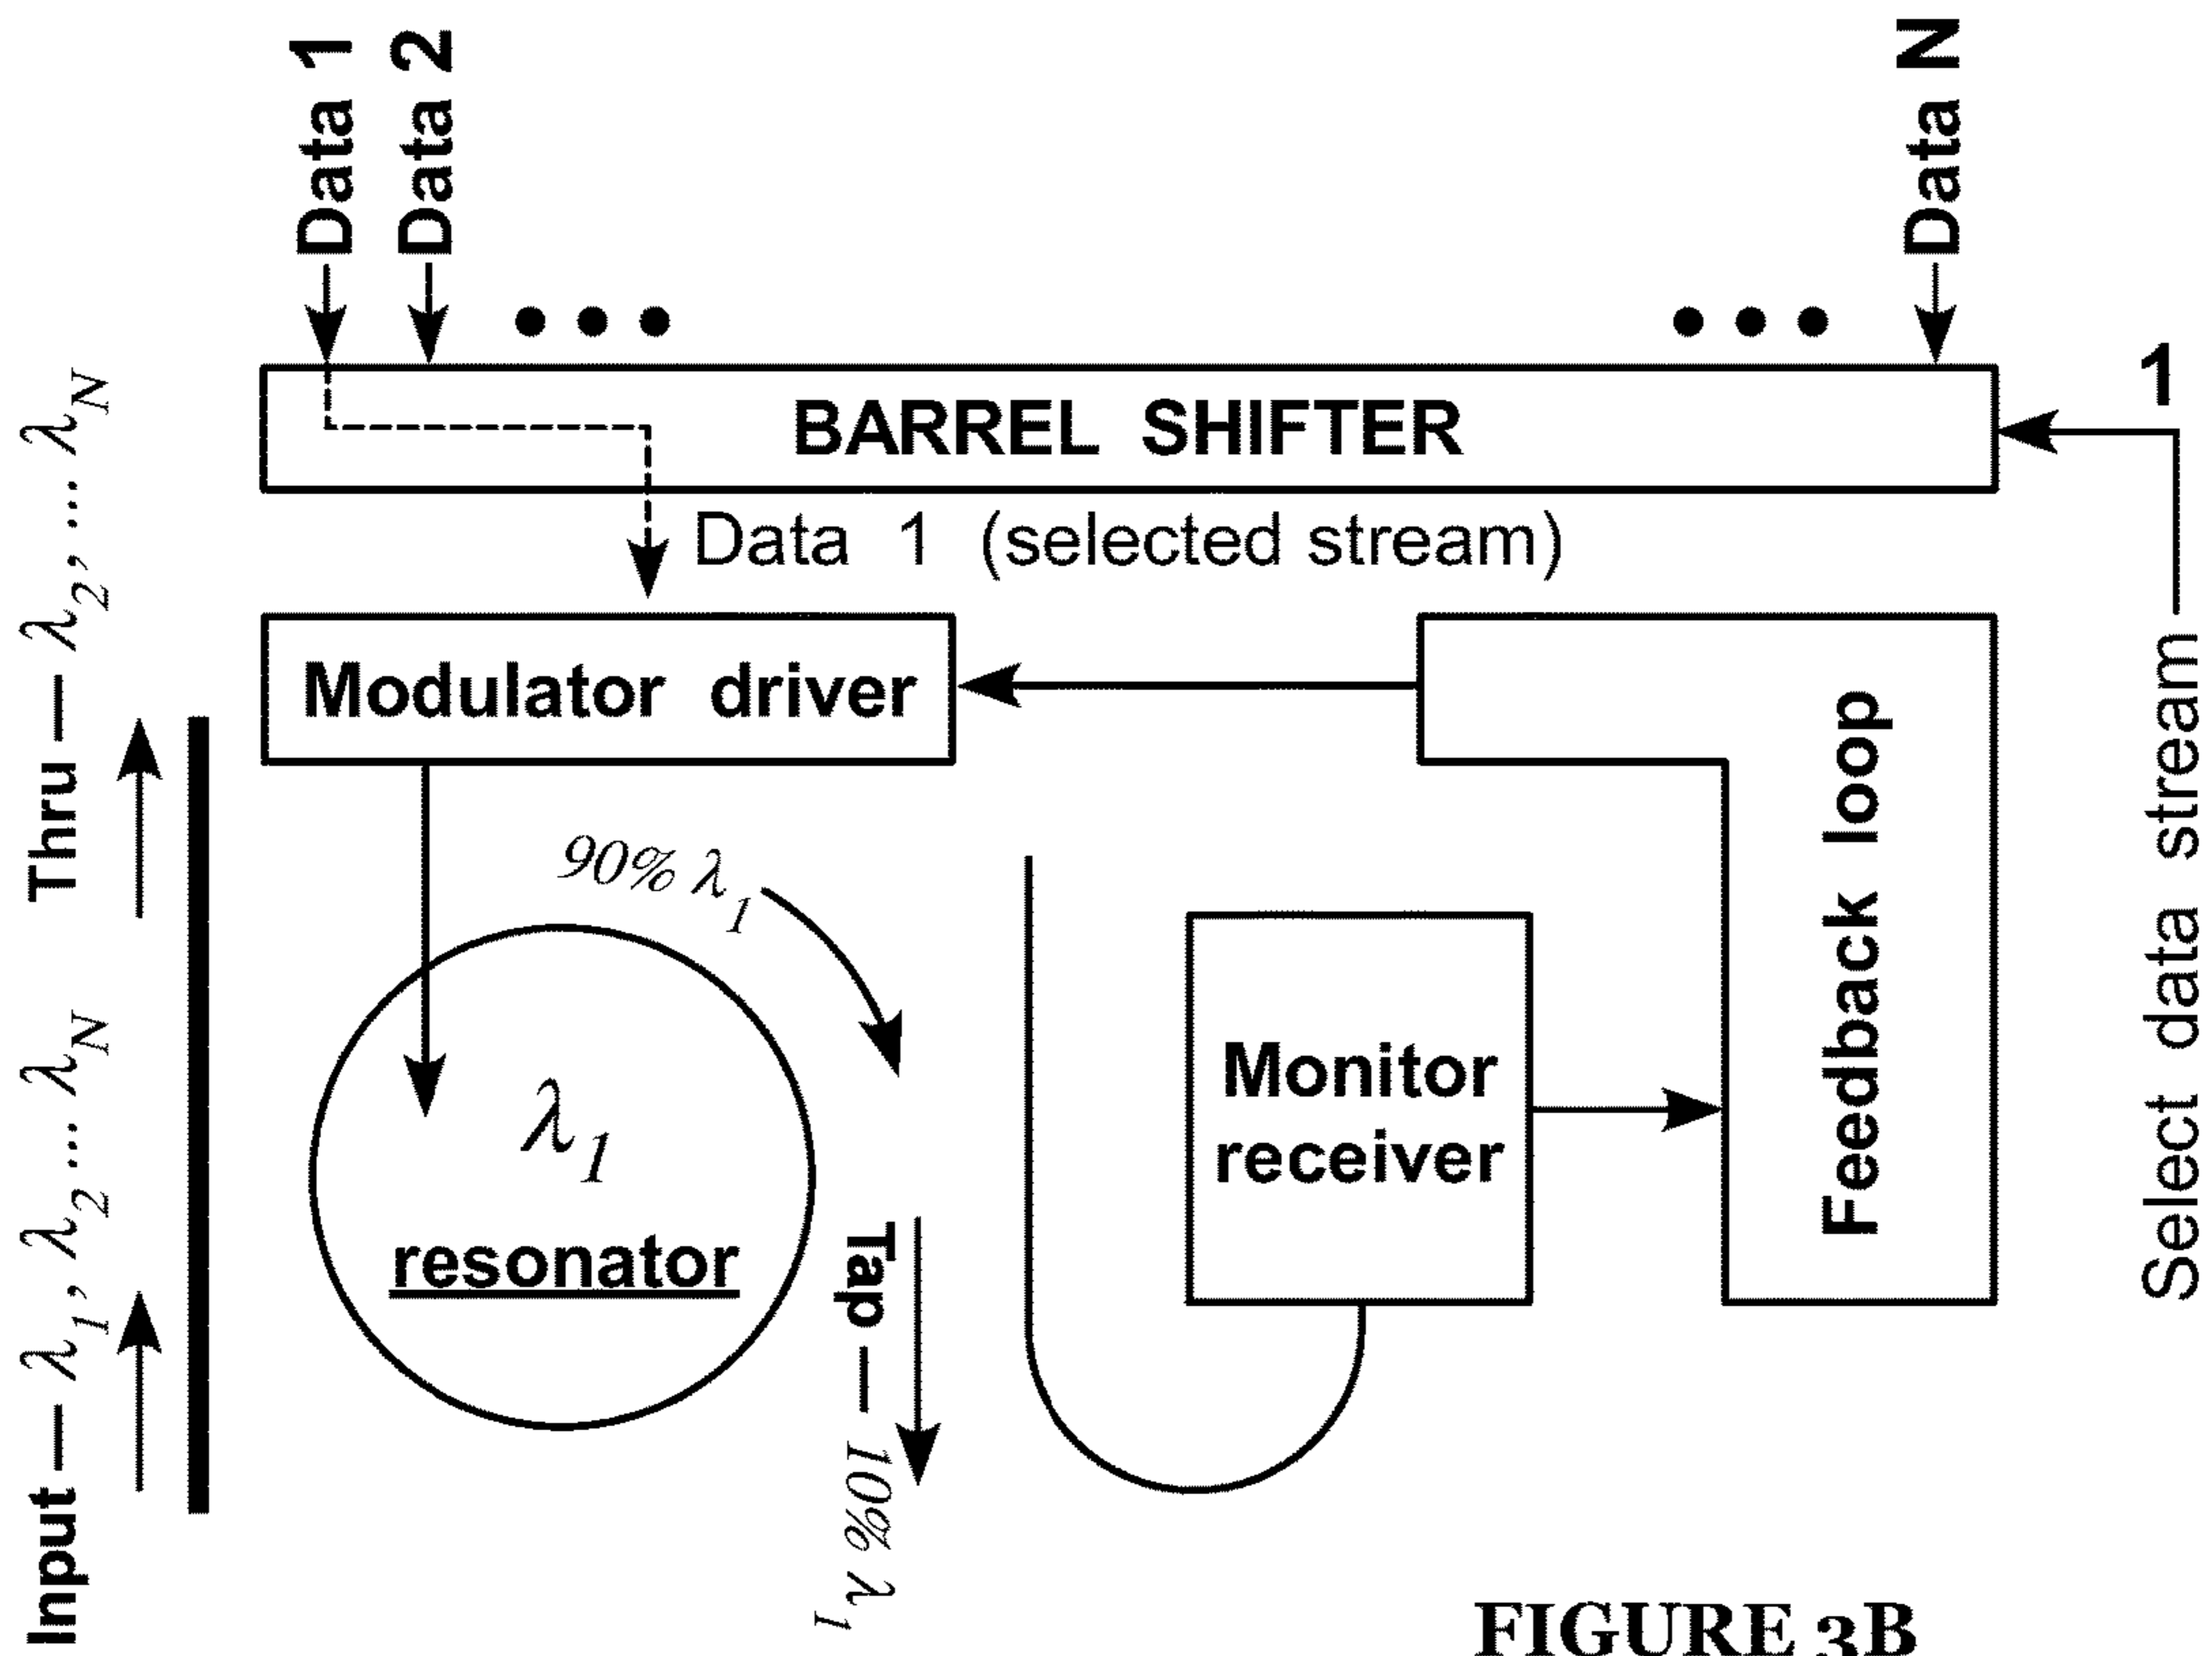 Data 1
Data 2
Data N
BARREL SHIFTER
1
Data 1 (selected stream)
Select data stream
Thru — λ2, ... λN
Input — λ1, λ2 ... λN
Modulator driver
Feedback loop
90% λ1
λ1
resonator
Tap — 10% λ1
Monitor
receiver
FIGURE 3B